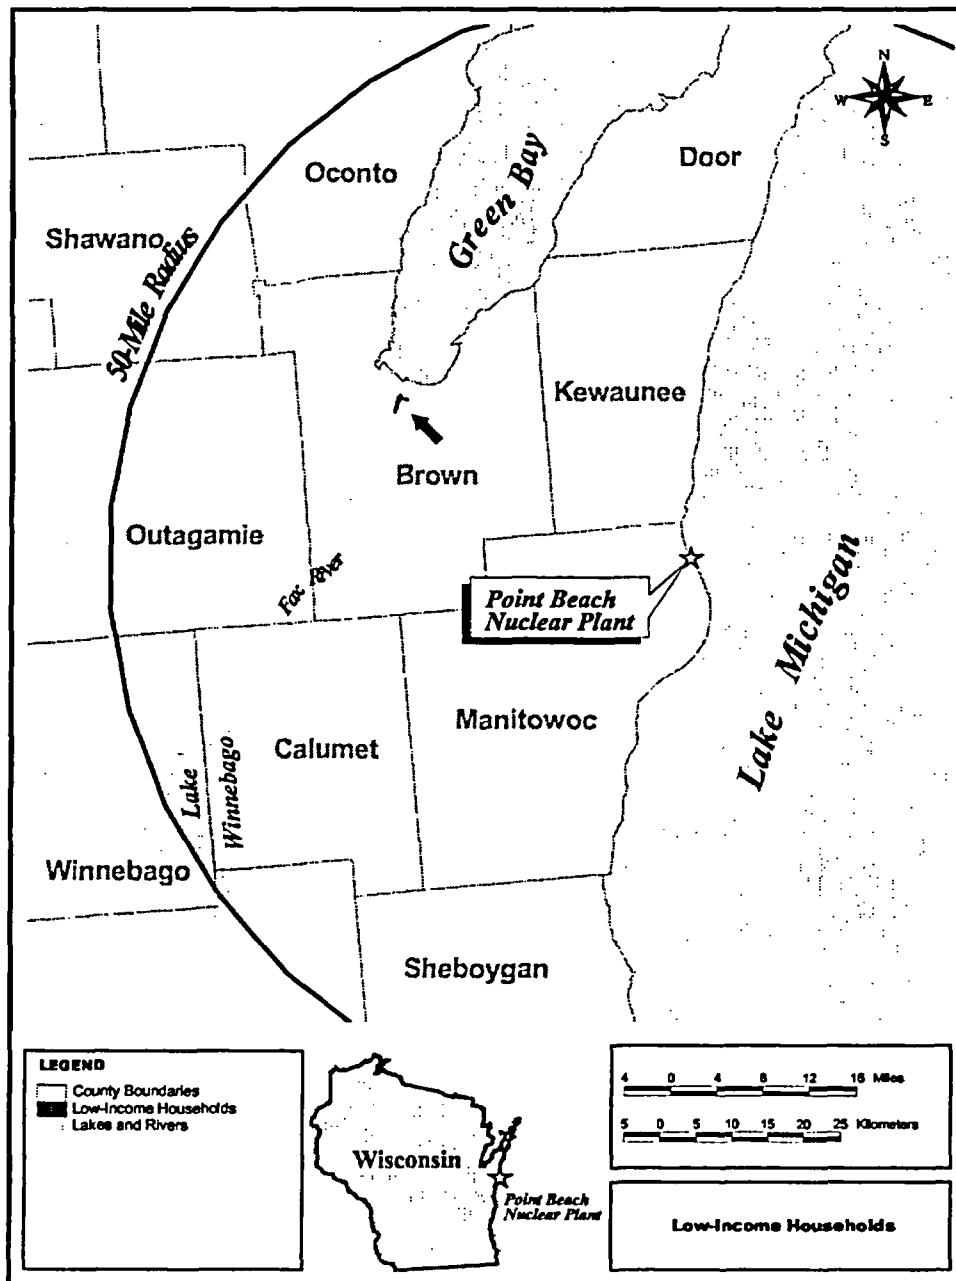 N
W E
S
Oconto
Door
Green Bay
Shawano
50-Mile Radius
Kewaunee
Brown
Outagamie
Fox River
Point Beach
Nuclear Plant
Lake Michigan
Manitowoc
Calumet
Lake
Winnebago
Winnebago
Sheboygan
LEGEND
County Boundaries
Low-Income Households
Lakes and Rivers
Wisconsin
Point Beach
Nuclear Plant
4 0 4 8 12 16 Miles
5 0 5 10 15 20 25 Kilometers
Low-Income Households